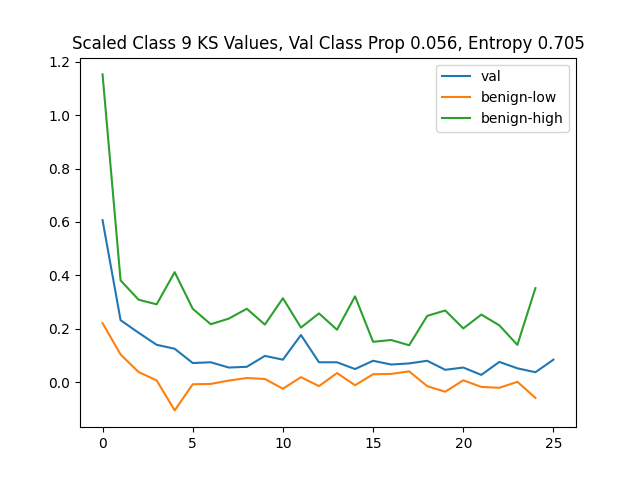 Scaled Class 9 KS Values, Val Class Prop 0.056, Entropy 0.705
val
benign-low
benign-high
1.2
1.0
0.8
0.6
0.4
0.2
0.0
0 5 10 15 20 25